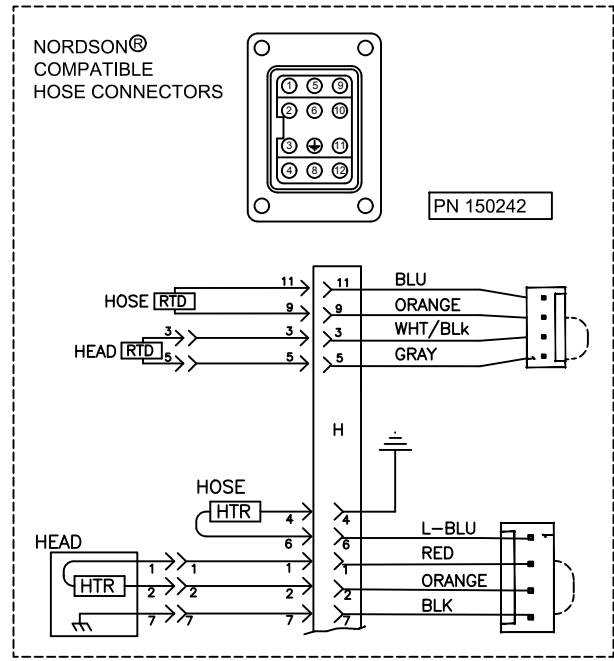 NORDSON®
COMPATIBLE
HOSE CONNECTORS
1 5 9
2 6 10
3 11
4 8 12
PN 150242
11 11 BLU
HOSE RTD
9 9 ORANGE
3 3 3 WHT/BLk
HEAD RTD
5 5 5 GRAY
H
HOSE
HTR
4 4
6 6 L-BLU
HEAD
1 1 1 1 RED
HTR
2 2 2 2 ORANGE
7 7 7 7 BLK